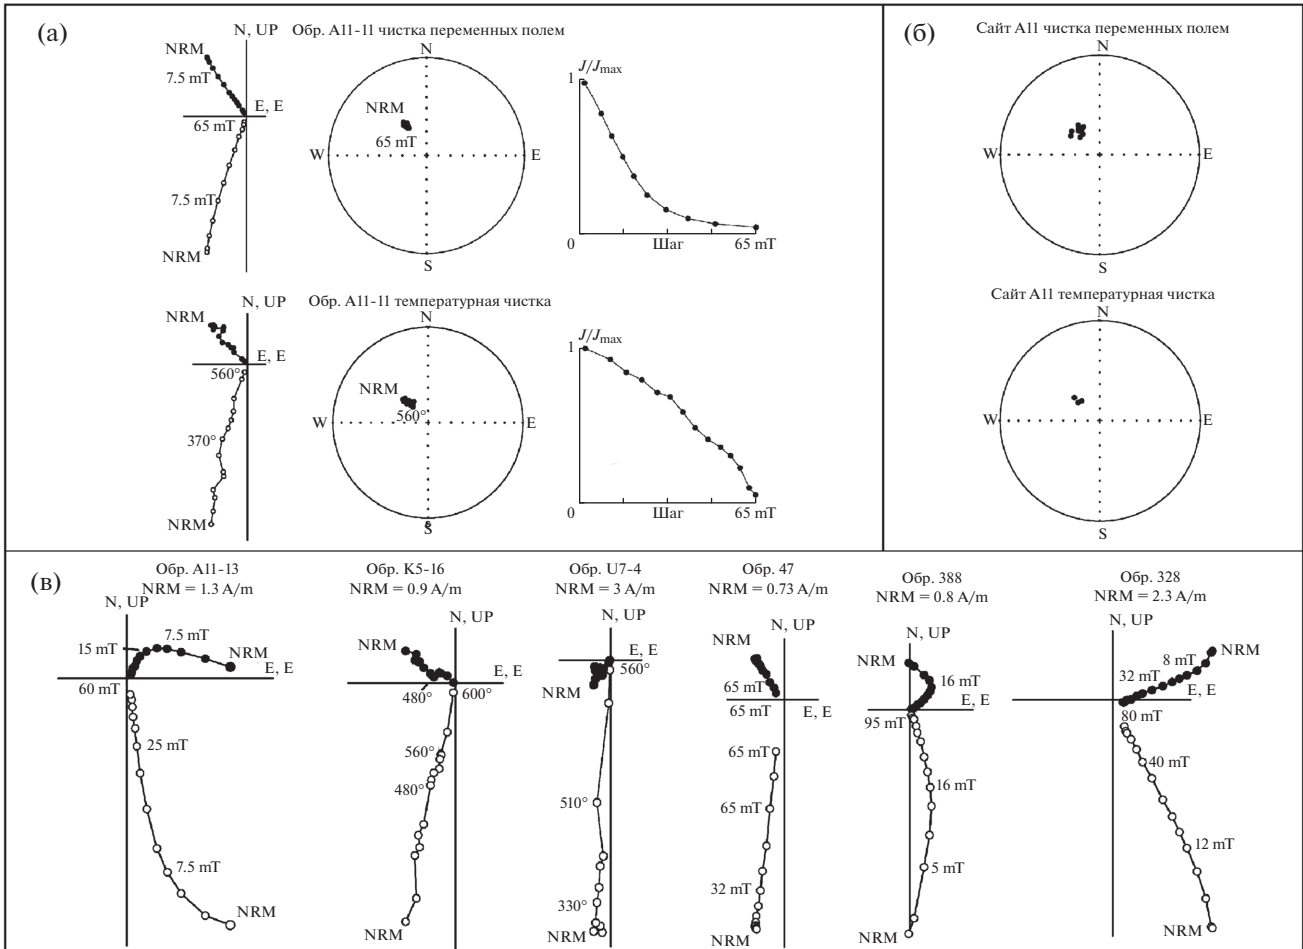 (а)
Обр. А11-11 чистка переменных полем
N, UP
NRM
7.5 mT
E, E
65 mT
7.5 mT
NRM
N
NRM
65 mT
W
E
S
J/Jmax
1
0
Шаг
65 mT
Обр. А11-11 температурная чистка
N, UP
NRM
E, E
560°
370°
NRM
N
NRM
560°
W
E
S
J/Jmax
1
0
Шаг
65 mT
(б)
Сайт А11 чистка переменных полем
N
W
E
S
Сайт А11 температурная чистка
N
W
E
S
(в)
Обр. А11-13
NRM = 1.3 A/m
N, UP
7.5 mT
15 mT
NRM
E, E
60 mT
25 mT
7.5 mT
NRM
Обр. K5-16
NRM = 0.9 A/m
N, UP
NRM
E, E
480°
600°
560°
480°
NRM
Обр. U7-4
NRM = 3 A/m
N, UP
E, E
560°
NRM
510°
330°
NRM
Обр. 47
NRM = 0.73 A/m
N, UP
NRM
65 mT
65 mT
E, E
65 mT
65 mT
32 mT
NRM
Обр. 388
NRM = 0.8 A/m
N, UP
NRM
16 mT
E, E
95 mT
16 mT
5 mT
NRM
Обр. 328
NRM = 2.3 A/m
N, UP
NRM
8 mT
32 mT
E, E
80 mT
40 mT
12 mT
NRM